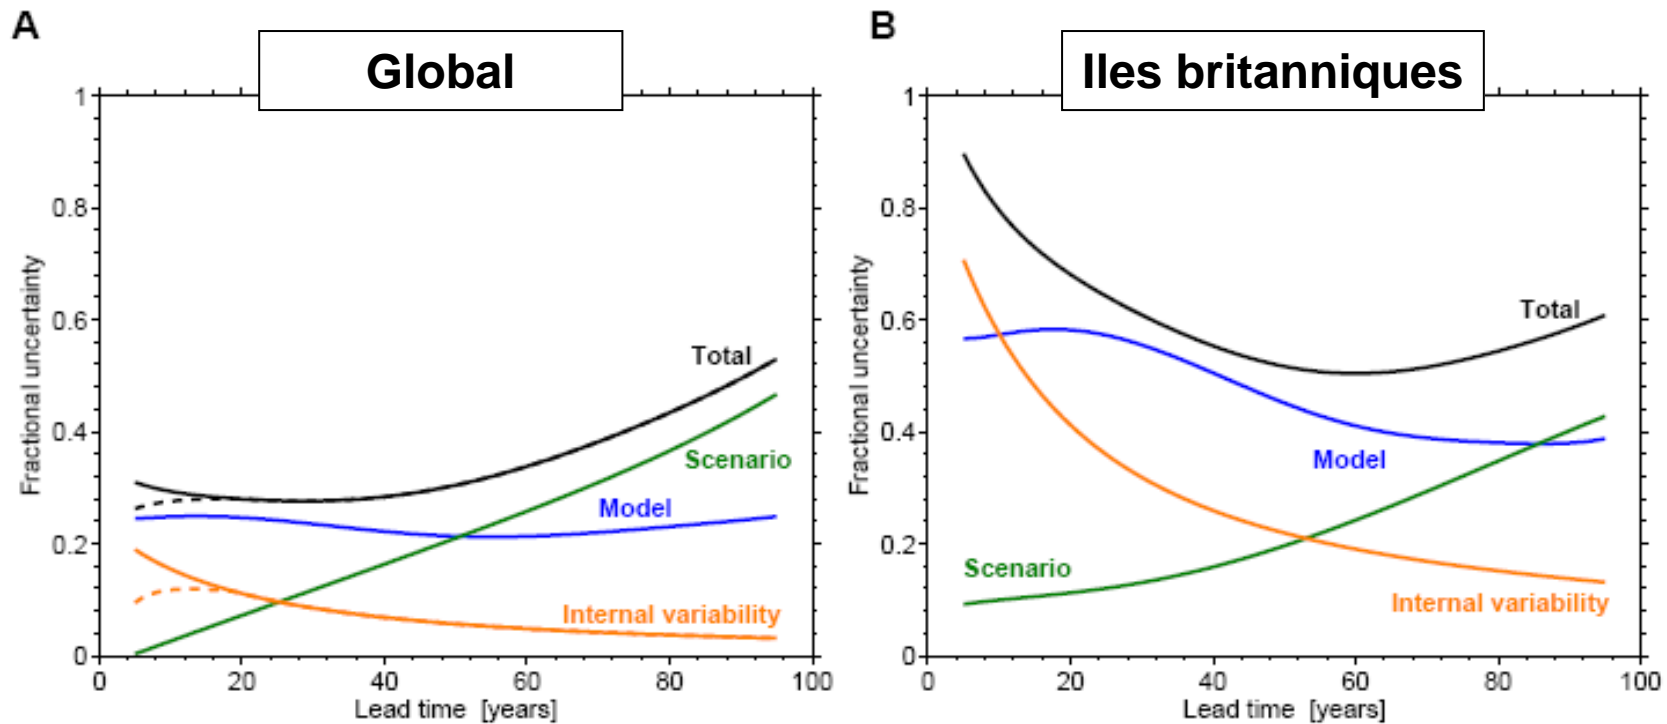 A
Global
1
0.8
0.6
0.4
0.2
0
Fractional uncertainty
Total
Scenario
Model
Internal variability
0 20 40 60 80 100
Lead time [years]
B
Iles britanniques
1
0.8
0.6
0.4
0.2
0
Fractional uncertainty
Total
Model
Scenario
Internal variability
0 20 40 60 80 100
Lead time [years]